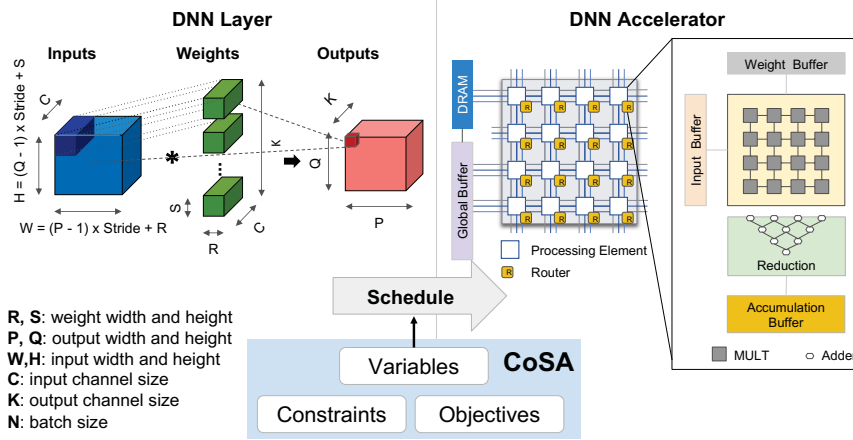 DNN Layer
Inputs
Weights
Outputs
C
H = (Q - 1) x Stride + S
W = (P - 1) x Stride + R
*
K
S
R
C
K
Q
P
R, S: weight width and height
P, Q: output width and height
W,H: input width and height
C: input channel size
K: output channel size
N: batch size
Schedule
CoSA
Variables
Constraints
Objectives
DNN Accelerator
DRAM
Global Buffer
R R R R
R R R R
R R R R
R R R R
Processing Element
R Router
Weight Buffer
Input Buffer
Reduction
Accumulation
Buffer
MULT
Adder